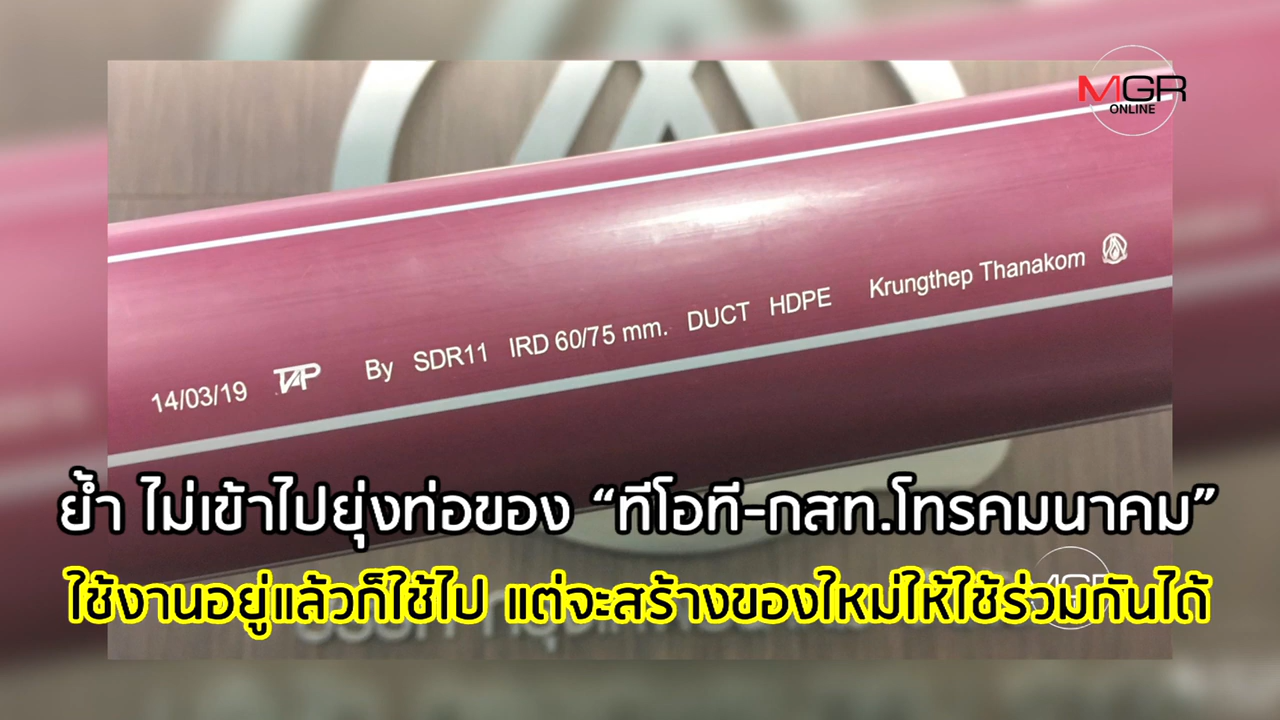 MGR
ONLINE
14/03/19 TAP By SDR11 IRD 60/75 mm. DUCT HDPE Krungthep Thanakom
ย้ำ ไม่เข้าไปยุ่งท่อของ “ทีโอที-กสท.โทรคมนาคม”
ใช้งานอยู่แล้วก็ใช้ไป แต่จะสร้างของใหม่ให้ใช้ร่วมกันได้